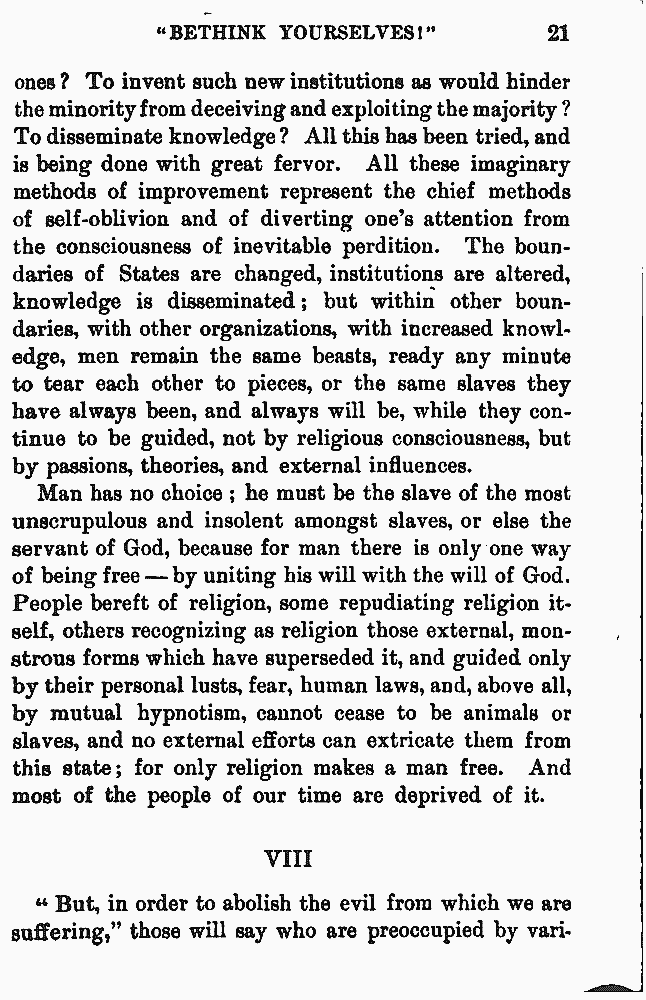 "BETHINK YOURSELVES!" 21
ones? To invent such new institutions as would hinder
the minority from deceiving and exploiting the majority?
To disseminate knowledge? All this has been tried, and
is being done with great fervor. All these imaginary
methods of improvement represent the chief methods
of self-oblivion and of diverting one's attention from
the consciousness of inevitable perdition. The boun-
daries of States are changed, institutions are altered,
knowledge is disseminated; but within other boun-
daries, with other organizations, with increased knowl-
edge, men remain the same beasts, ready any minute
to tear each other to pieces, or the same slaves they
have always been, and always will be, while they con-
tinue to be guided, not by religious consciousness, but
by passions, theories, and external influences.
Man has no choice; he must be the slave of the most
unscrupulous and insolent amongst slaves, or else the
servant of God, because for man there is only one way
of being free — by uniting his will with the will of God.
People bereft of religion, some repudiating religion it-
self, others recognizing as religion those external, mon-
strous forms which have superseded it, and guided only
by their personal lusts, fear, human laws, and, above all,
by mutual hypnotism, cannot cease to be animals or
slaves, and no external efforts can extricate them from
this state; for only religion makes a man free. And
most of the people of our time are deprived of it.
VIII
"But, in order to abolish the evil from which we are
suffering," those will say who are preoccupied by vari-